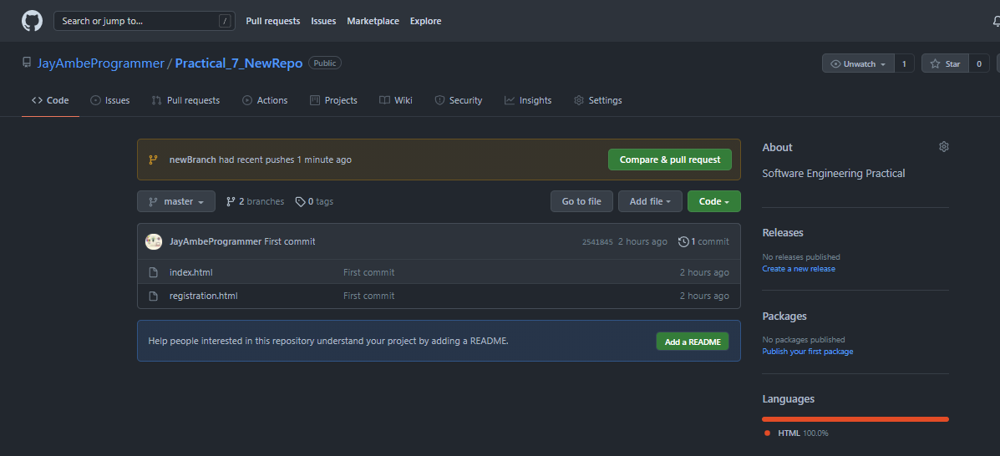 Search or jump to... /
Pull requests Issues Marketplace Explore
JayAmbeProgrammer / Practical_7_NewRepo Public
Unwatch 1 Star 0
Code Issues Pull requests Actions Projects Wiki Security Insights Settings
newBranch had recent pushes 1 minute ago
Compare & pull request
master 2 branches 0 tags
Go to file Add file Code
JayAmbeProgrammer First commit 2541845 2 hours ago 1 commit
index.html First commit 2 hours ago
registration.html First commit 2 hours ago
Help people interested in this repository understand your project by adding a README.
Add a README
About
Software Engineering Practical
Releases
No releases published
Create a new release
Packages
No packages published
Publish your first package
Languages
HTML 100.0%